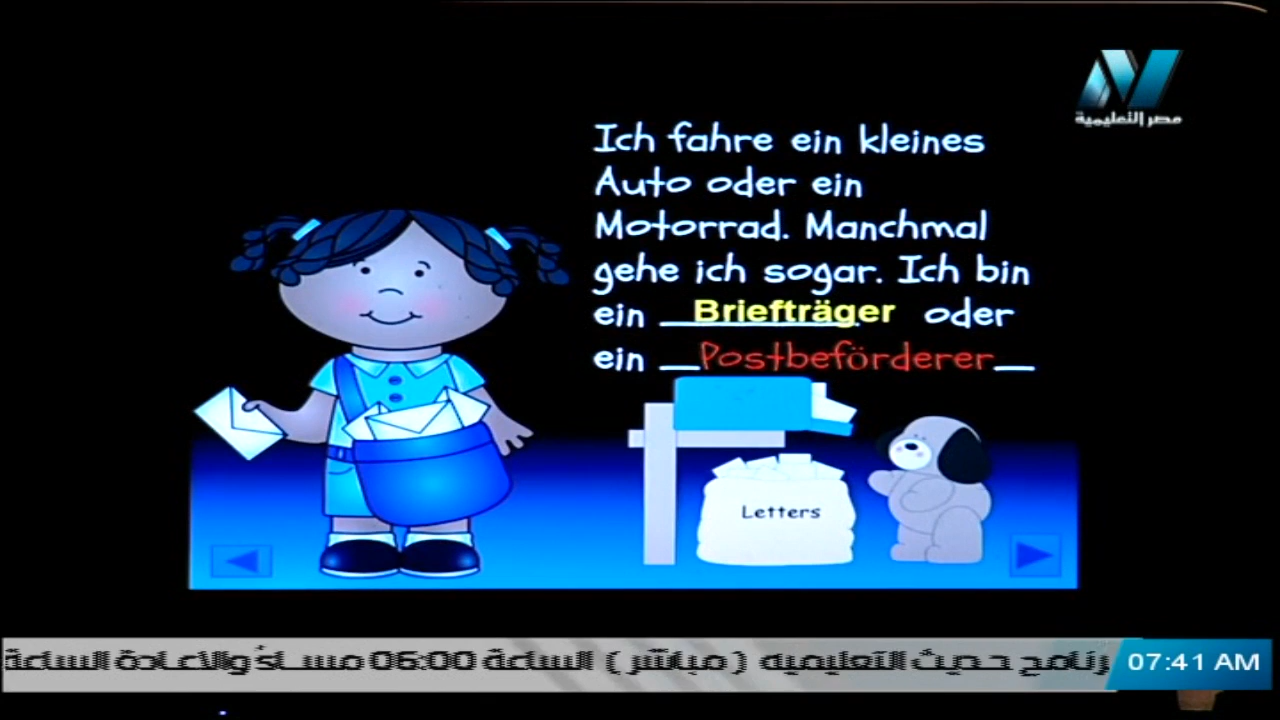 مصر التعليمية
Ich fahre ein kleines
Auto oder ein
Motorrad. Manchmal
gehe ich sogar. Ich bin
ein Briefträger oder
ein Postbeförderer
Letters
رنامج حديث التعليميه ( مباشر ) الساعة 06:00 مساءً والاعادة الساعة
07:41 AM